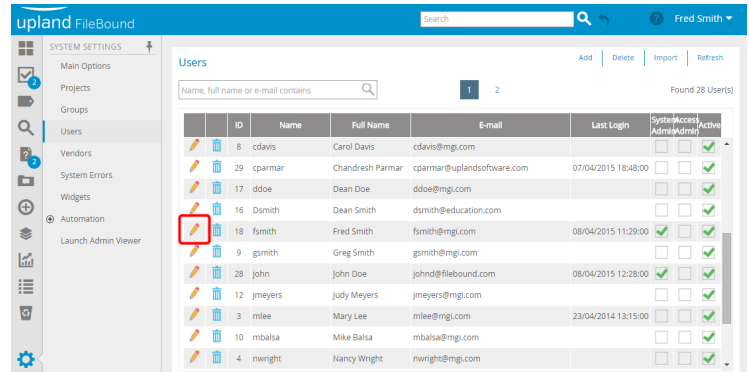 upland FileBound
Search
? Fred Smith
SYSTEM SETTINGS
Main Options
Projects
Groups
Users
Vendors
System Errors
Widgets
Automation
Launch Admin Viewer
2
2
Users
Add Delete Import Refresh
Name, full name or e-mail contains
1 2
Found 28 User(s)
ID Name Full Name E-mail Last Login System Admin Access Admin Active
8 cdavis Carol Davis cdavis@mgi.com
29 cparmar Chandresh Parmar cparmar@uplandsoftware.com 07/04/2015 18:48:00
17 ddoe Dean Doe ddoe@mgi.com
16 Dsmith Dean Smith dsmith@education.com
18 fsmith Fred Smith fsmith@mgi.com 08/04/2015 11:29:00
9 gsmith Greg Smith gsmith@mgi.com
28 john John Doe johnd@filebound.com 08/04/2015 12:28:00
12 jmeyers Judy Meyers jmeyers@mgi.com
3 mlee Mary Lee mlee@mgi.com 23/04/2014 13:15:00
10 mbalsa Mike Balsa mbalsa@mgi.com
4 nwright Nancy Wright nwright@mgi.com